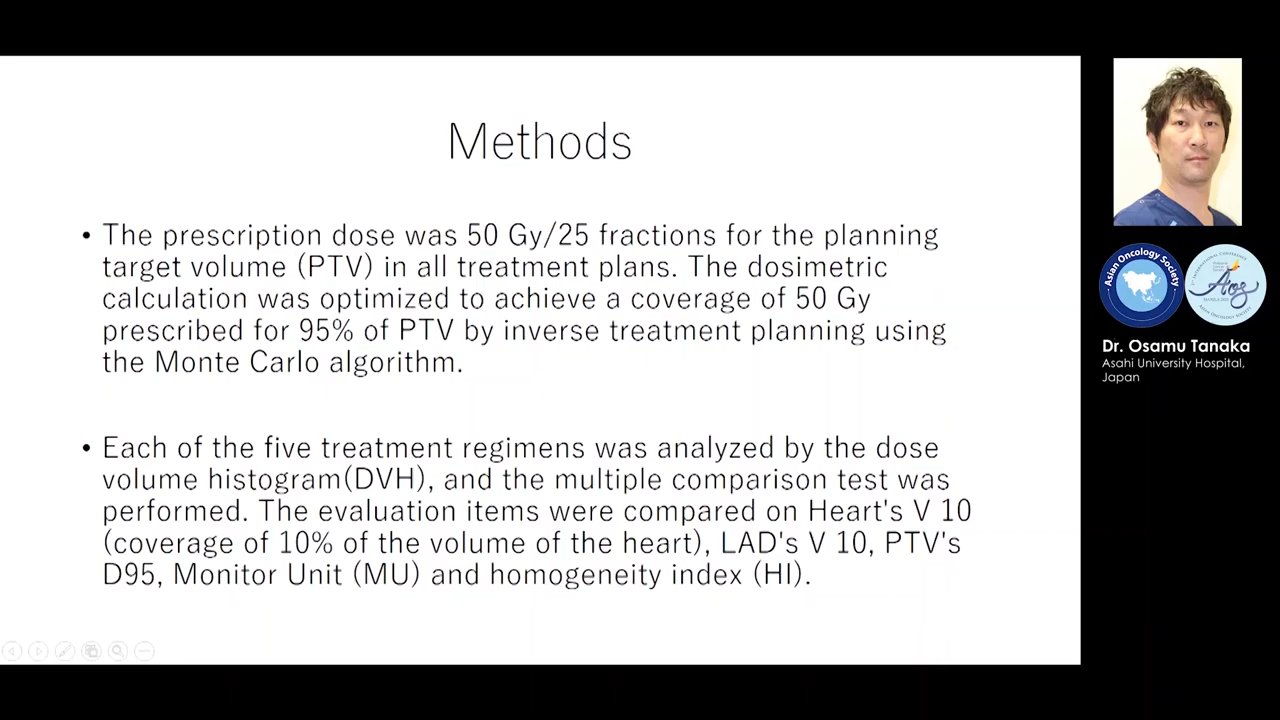 Methods
• The prescription dose was 50 Gy/25 fractions for the planning
target volume (PTV) in all treatment plans. The dosimetric
calculation was optimized to achieve a coverage of 50 Gy
prescribed for 95% of PTV by inverse treatment planning using
the Monte Carlo algorithm.
• Each of the five treatment regimens was analyzed by the dose
volume histogram(DVH), and the multiple comparison test was
performed. The evaluation items were compared on Heart's V 10
(coverage of 10% of the volume of the heart), LAD's V 10, PTV's
D95, Monitor Unit (MU) and homogeneity index (HI).
Asian Oncology Society
Dr. Osamu Tanaka
Asahi University Hospital,
Japan